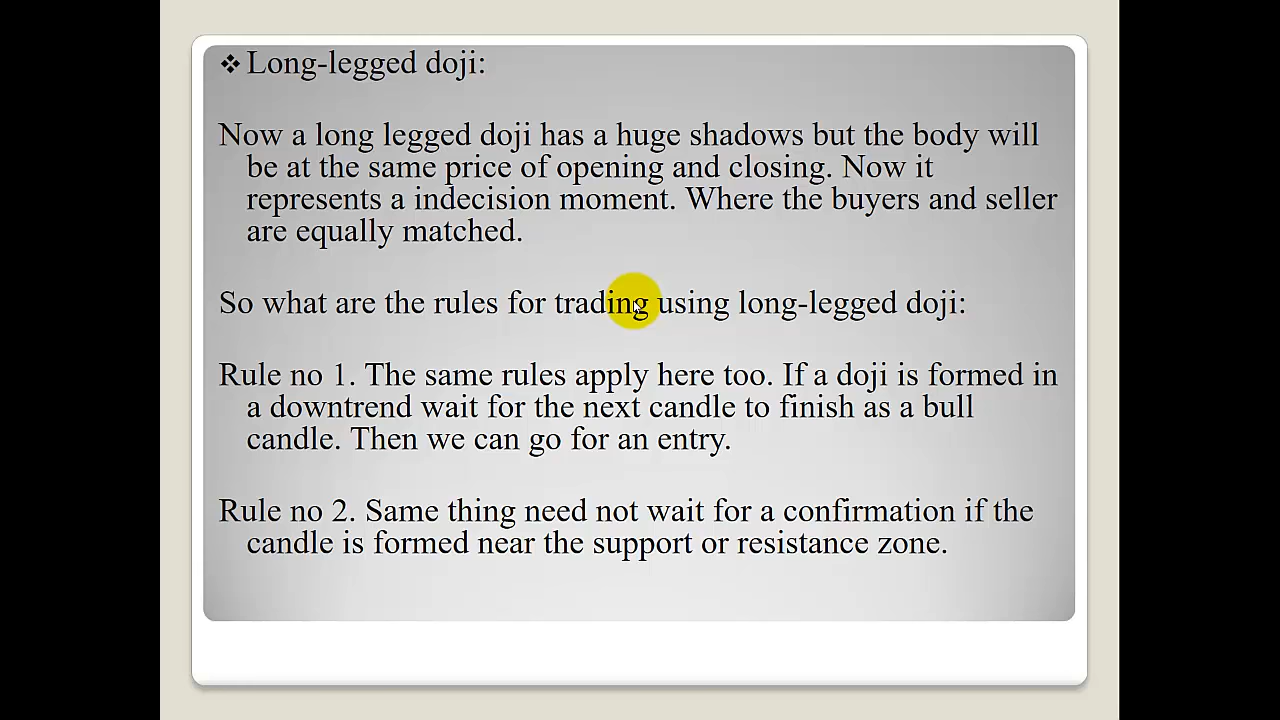 ❖ Long-legged doji:
Now a long legged doji has a huge shadows but the body will
be at the same price of opening and closing. Now it
represents a indecision moment. Where the buyers and seller
are equally matched.
So what are the rules for trading using long-legged doji:
Rule no 1. The same rules apply here too. If a doji is formed in
a downtrend wait for the next candle to finish as a bull
candle. Then we can go for an entry.
Rule no 2. Same thing need not wait for a confirmation if the
candle is formed near the support or resistance zone.